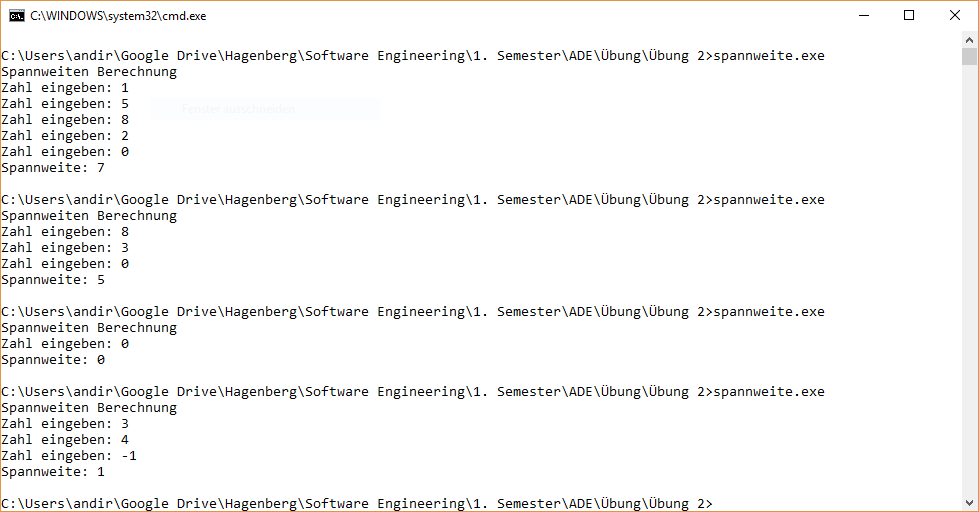 C:\WINDOWS\system32\cmd.exe
C:\Users\andir\Google Drive\Hagenberg\Software Engineering\1. Semester\ADE\Übung\Übung 2>spannweite.exe
Spannweiten Berechnung
Zahl eingeben: 1
Zahl eingeben: 5
Zahl eingeben: 8
Zahl eingeben: 2
Zahl eingeben: 0
Spannweite: 7
C:\Users\andir\Google Drive\Hagenberg\Software Engineering\1. Semester\ADE\Übung\Übung 2>spannweite.exe
Spannweiten Berechnung
Zahl eingeben: 8
Zahl eingeben: 3
Zahl eingeben: 0
Spannweite: 5
C:\Users\andir\Google Drive\Hagenberg\Software Engineering\1. Semester\ADE\Übung\Übung 2>spannweite.exe
Spannweiten Berechnung
Zahl eingeben: 0
Spannweite: 0
C:\Users\andir\Google Drive\Hagenberg\Software Engineering\1. Semester\ADE\Übung\Übung 2>spannweite.exe
Spannweiten Berechnung
Zahl eingeben: 3
Zahl eingeben: 4
Zahl eingeben: -1
Spannweite: 1
C:\Users\andir\Google Drive\Hagenberg\Software Engineering\1. Semester\ADE\Übung\Übung 2>